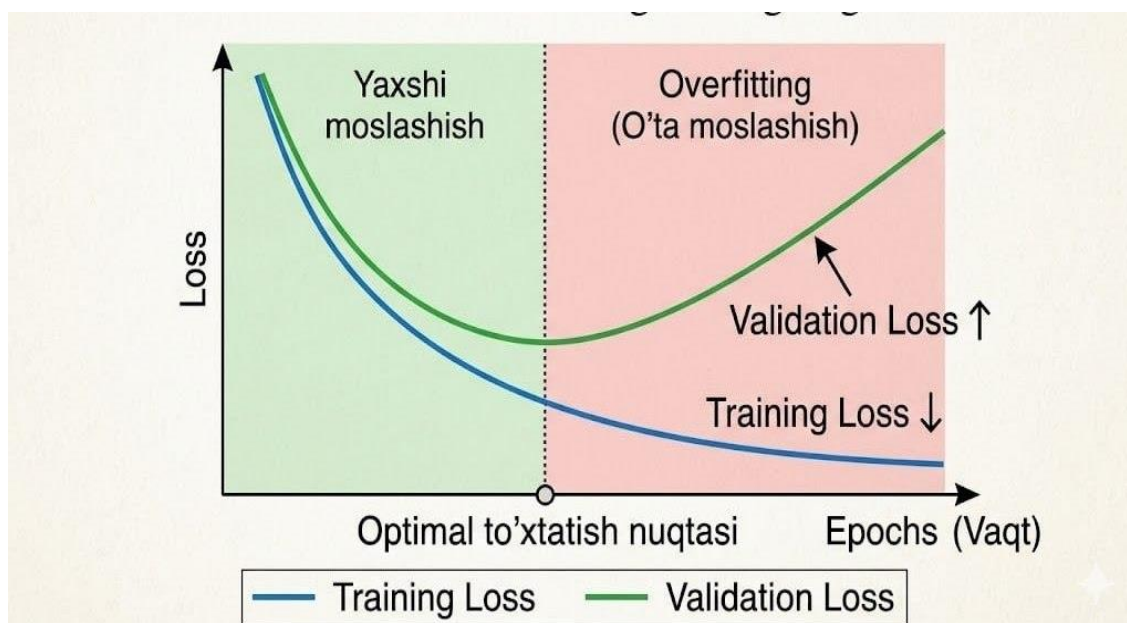 Yaxshi
moslashish
Overfitting
(O'ta moslashish)
Loss
Validation Loss ↑
Training Loss ↓
Optimal to'xtatish nuqtasi
Epochs (Vaqt)
Training Loss
Validation Loss